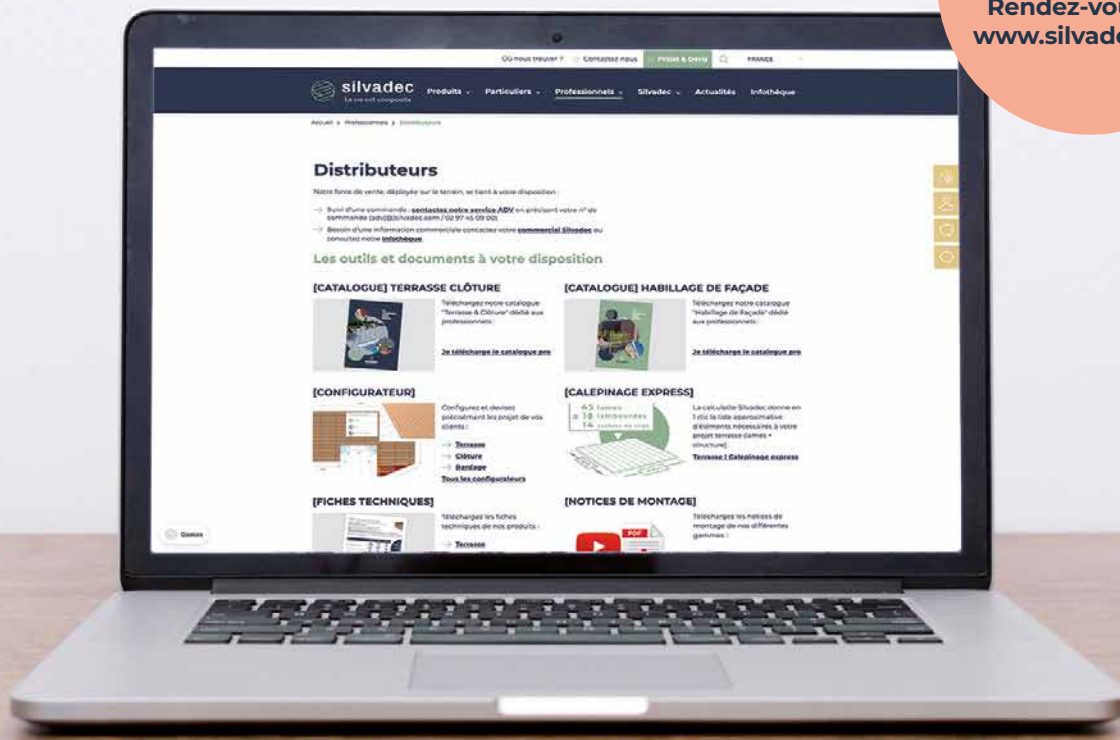 Rendez-vou
www.silvade
Où nous trouver ? Contactez nous Projet & Devis FRANCE
silvadec
La vie est composite
Produits Particuliers Professionnels Silvadec Actualités Infothèque
Accueil > Professionnels > Distributeurs
Distributeurs
Notre force de vente, déployée sur le terrain, se tient à votre disposition :
→ Suivi d'une commande : contactez notre service ADV en précisant votre n° de
commande (adv@silvadec.com / 02 97 45 09 00)
→ Besoin d'une information commerciale contactez votre commercial Silvadec ou
consultez notre Infothèque
Les outils et documents à votre disposition
[CATALOGUE] TERRASSE CLÔTURE
Téléchargez notre catalogue
"Terrasse & Clôture" dédié aux
professionnels :
Je télécharge le catalogue pro
[CATALOGUE] HABILLAGE DE FAÇADE
Téléchargez notre catalogue
"Habillage de Façade" dédié
aux professionnels :
Je télécharge le catalogue pro
[CONFIGURATEUR]
Configurez et devisez
précisément les projet de vos
clients :
→ Terrasse
→ Clôture
→ Bardage
Tous les configurateurs
[CALEPINAGE EXPRESS]
45 lames
18 lambourdes
14 sachets de clips
La calculette Silvadec donne en
1 clic la liste approximative
d'éléments nécessaires à votre
projet terrasse (lames +
structure)
Terrasse I Calepinage express
[FICHES TECHNIQUES]
Téléchargez les fiches
techniques de nos produits :
→ Terrasse
[NOTICES DE MONTAGE]
PDF
Téléchargez les notices de
montage de nos différentes
gammes :